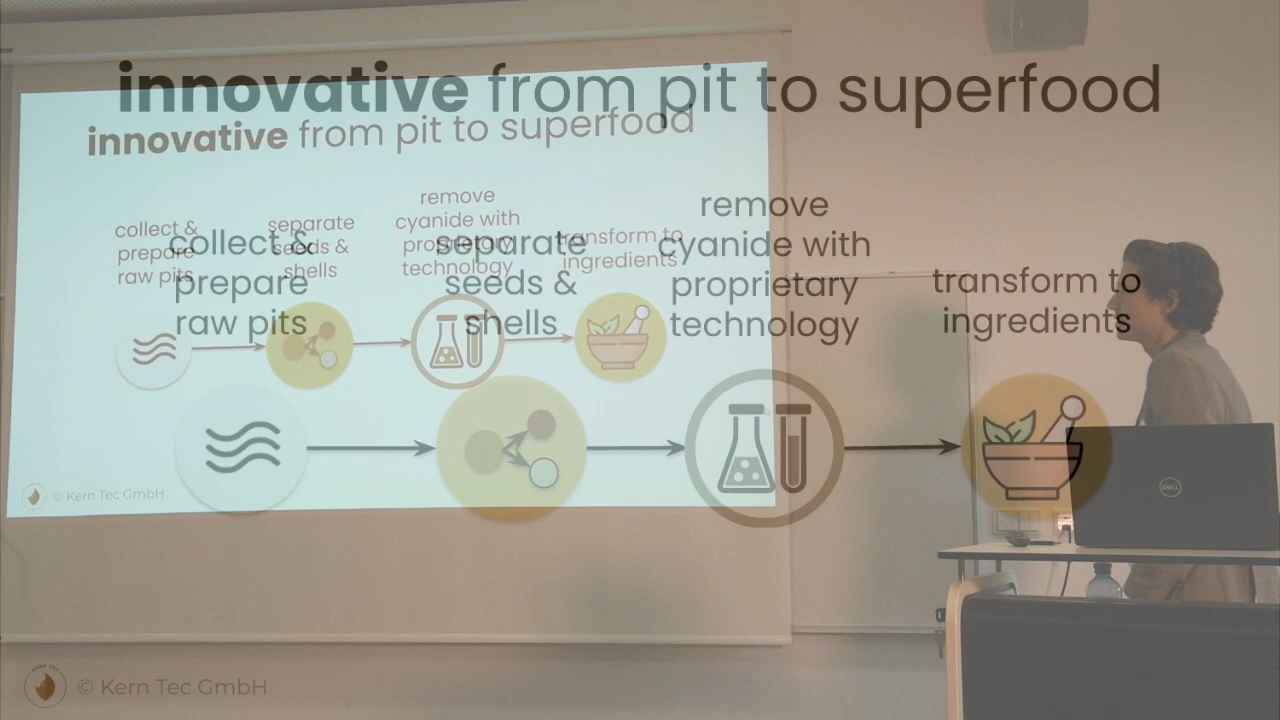 innovative from pit to superfood
innovative from pit to superfood
collect &
prepare
raw pits
separate
seeds &
shells
remove
cyanide with
proprietary
technology
transform to
ingredients
collect &
prepare
raw pits
separate
seeds &
shells
remove
cyanide with
proprietary
technology
transform to
ingredients
© Kern Tec GmbH
DELL
KERN TEC
© Kern Tec GmbH